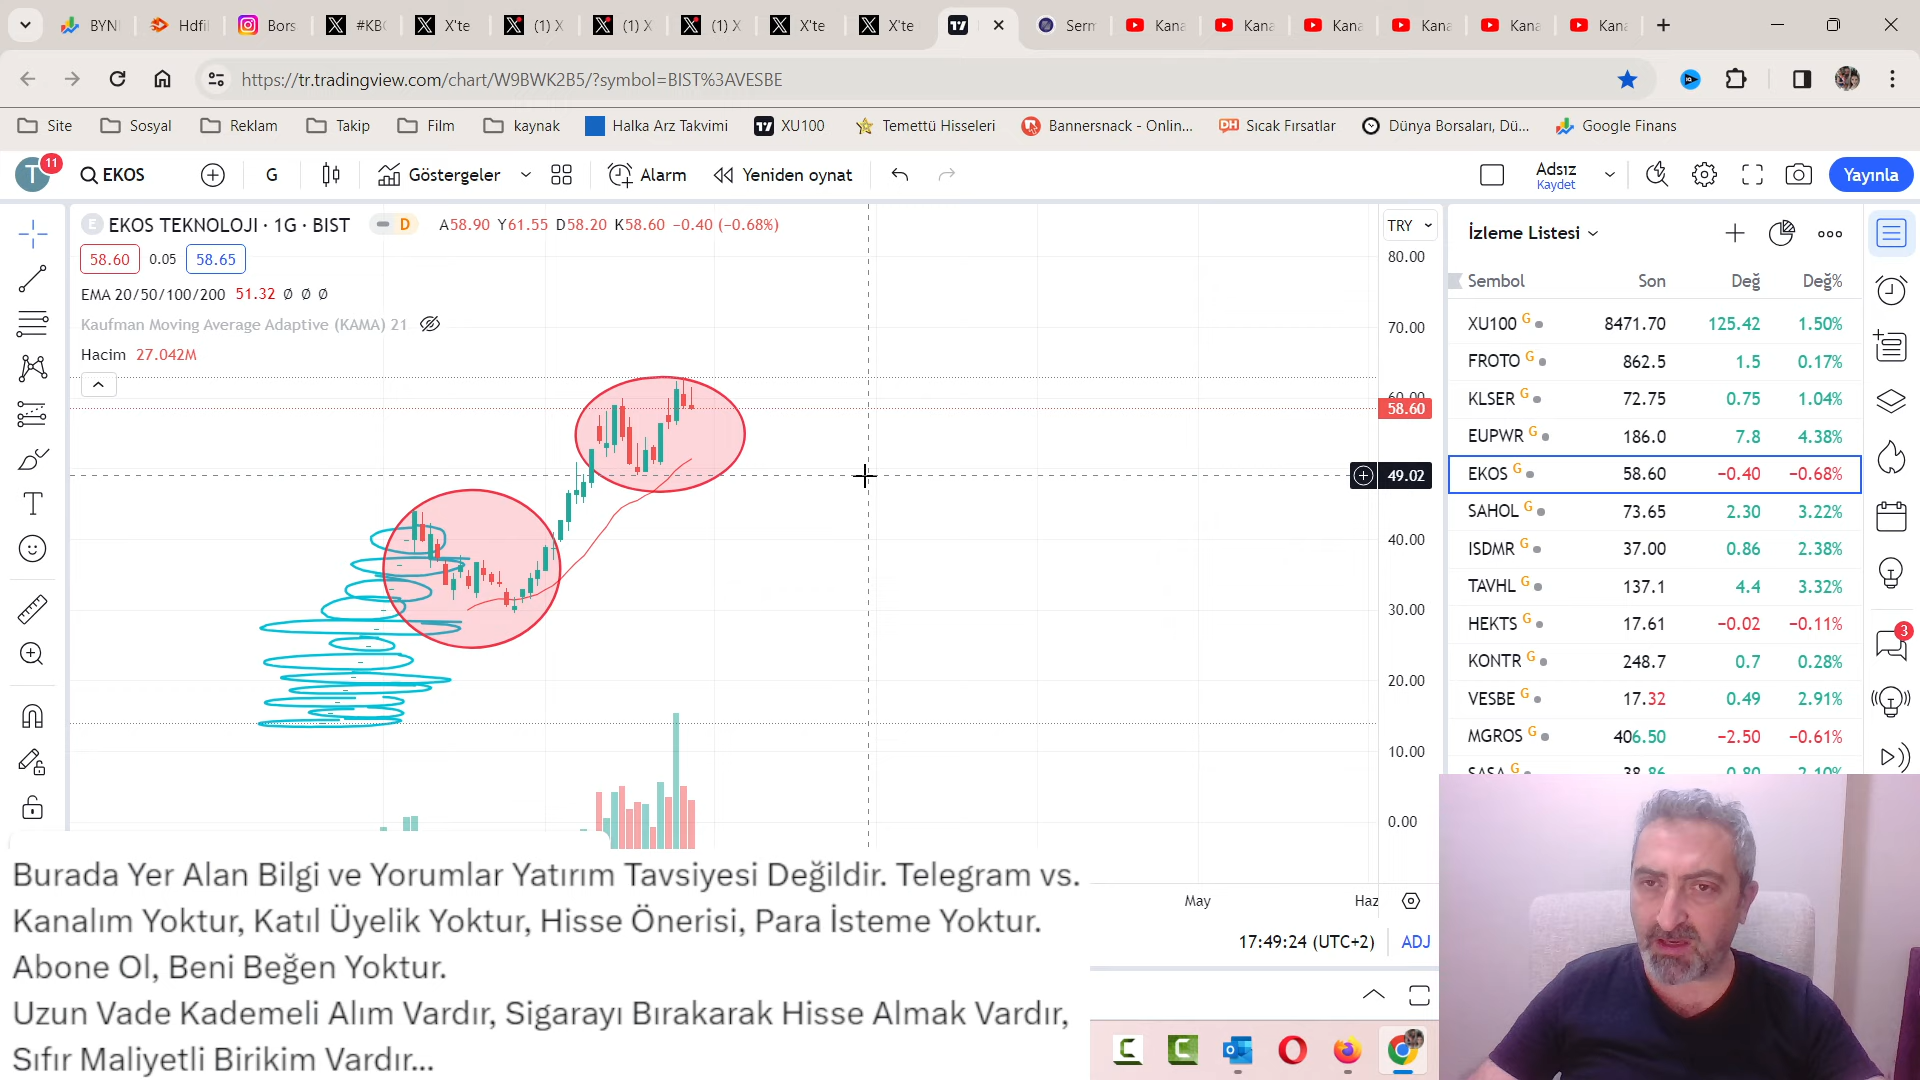 BYN
Hdfil
Bors
#KBO
X'te
(1) X
(1) X
(1) X
X'te
X'te
Serm
Kana
Kana
Kana
Kana
Kana
Kana
https://tr.tradingview.com/chart/W9BWK2B5/?symbol=BIST%3AVESBE
Site
Sosyal
Reklam
Takip
Film
kaynak
Halka Arz Takvimi
XU100
Temettü Hisseleri
Bannersnack - Onlin...
DH Sıcak Fırsatlar
Dünya Borsaları, Dü...
Google Finans
T 11
EKOS
G
Göstergeler
Alarm
Yeniden oynat
Adsız
Kaydet
Yayınla
E EKOS TEKNOLOJI · 1G · BIST D A58.90 Y61.55 D58.20 K58.60 −0.40 (−0.68%)
58.60 0.05 58.65
EMA 20/50/100/200 51.32 Ø Ø Ø
Kaufman Moving Average Adaptive (KAMA) 21
Hacim 27.042M
TRY
80.00
70.00
60.00
58.60
49.02
40.00
30.00
20.00
10.00
0.00
May
Haz
17:49:24 (UTC+2) ADJ
İzleme Listesi
Sembol Son Değ Değ%
XU100 G 8471.70 125.42 1.50%
FROTO G 862.5 1.5 0.17%
KLSER G 72.75 0.75 1.04%
EUPWR G 186.0 7.8 4.38%
EKOS G 58.60 −0.40 −0.68%
SAHOL G 73.65 2.30 3.22%
ISDMR G 37.00 0.86 2.38%
TAVHL G 137.1 4.4 3.32%
HEKTS G 17.61 −0.02 −0.11%
KONTR G 248.7 0.7 0.28%
VESBE G 17.32 0.49 2.91%
MGROS G 406.50 −2.50 −0.61%
SASA G 38.86 0.80 2.10%
3
Burada Yer Alan Bilgi ve Yorumlar Yatırım Tavsiyesi Değildir. Telegram vs.
Kanalım Yoktur, Katıl Üyelik Yoktur, Hisse Önerisi, Para İsteme Yoktur.
Abone Ol, Beni Beğen Yoktur.
Uzun Vade Kademeli Alım Vardır, Sigarayı Bırakarak Hisse Almak Vardır,
Sıfır Maliyetli Birikim Vardır...